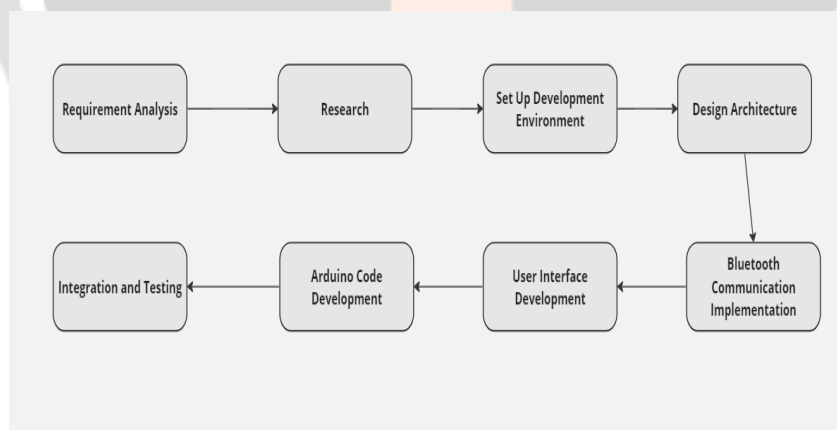 Requirement Analysis
Research
Set Up Development
Environment
Design Architecture
Bluetooth
Communication
Implementation
User Interface
Development
Arduino Code
Development
Integration and Testing